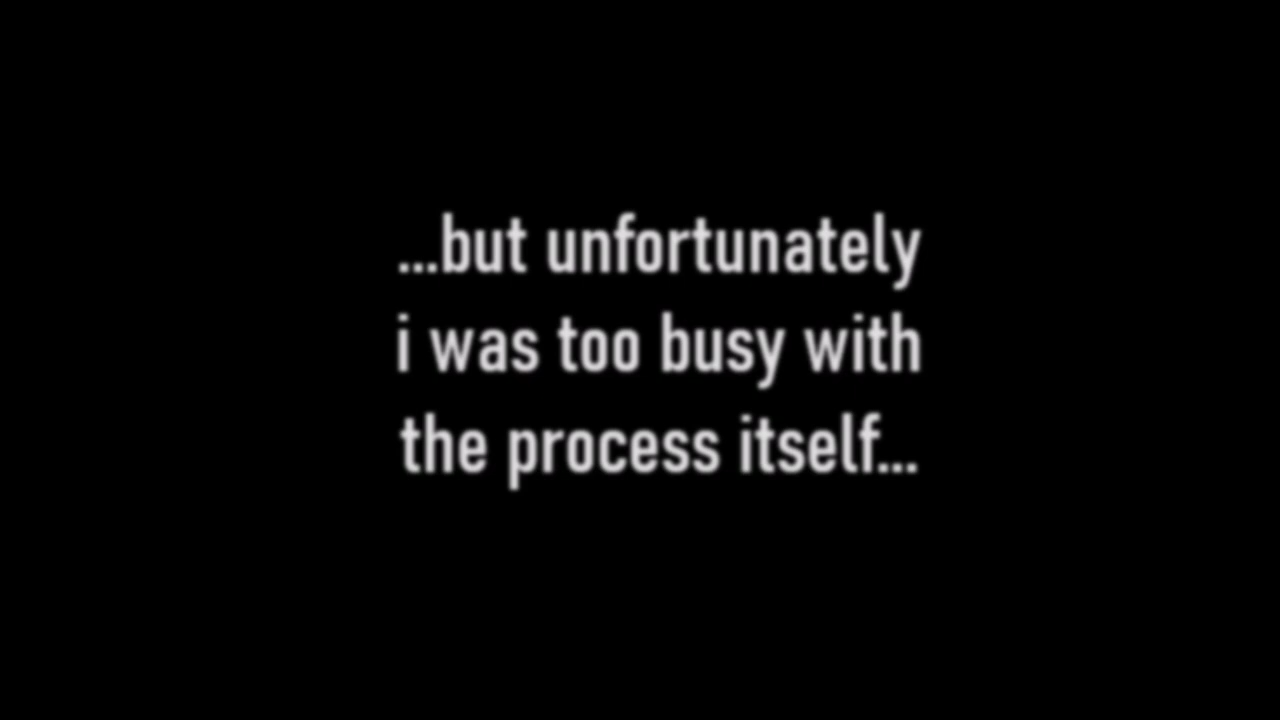 ...but unfortunately
i was too busy with
the process itself...